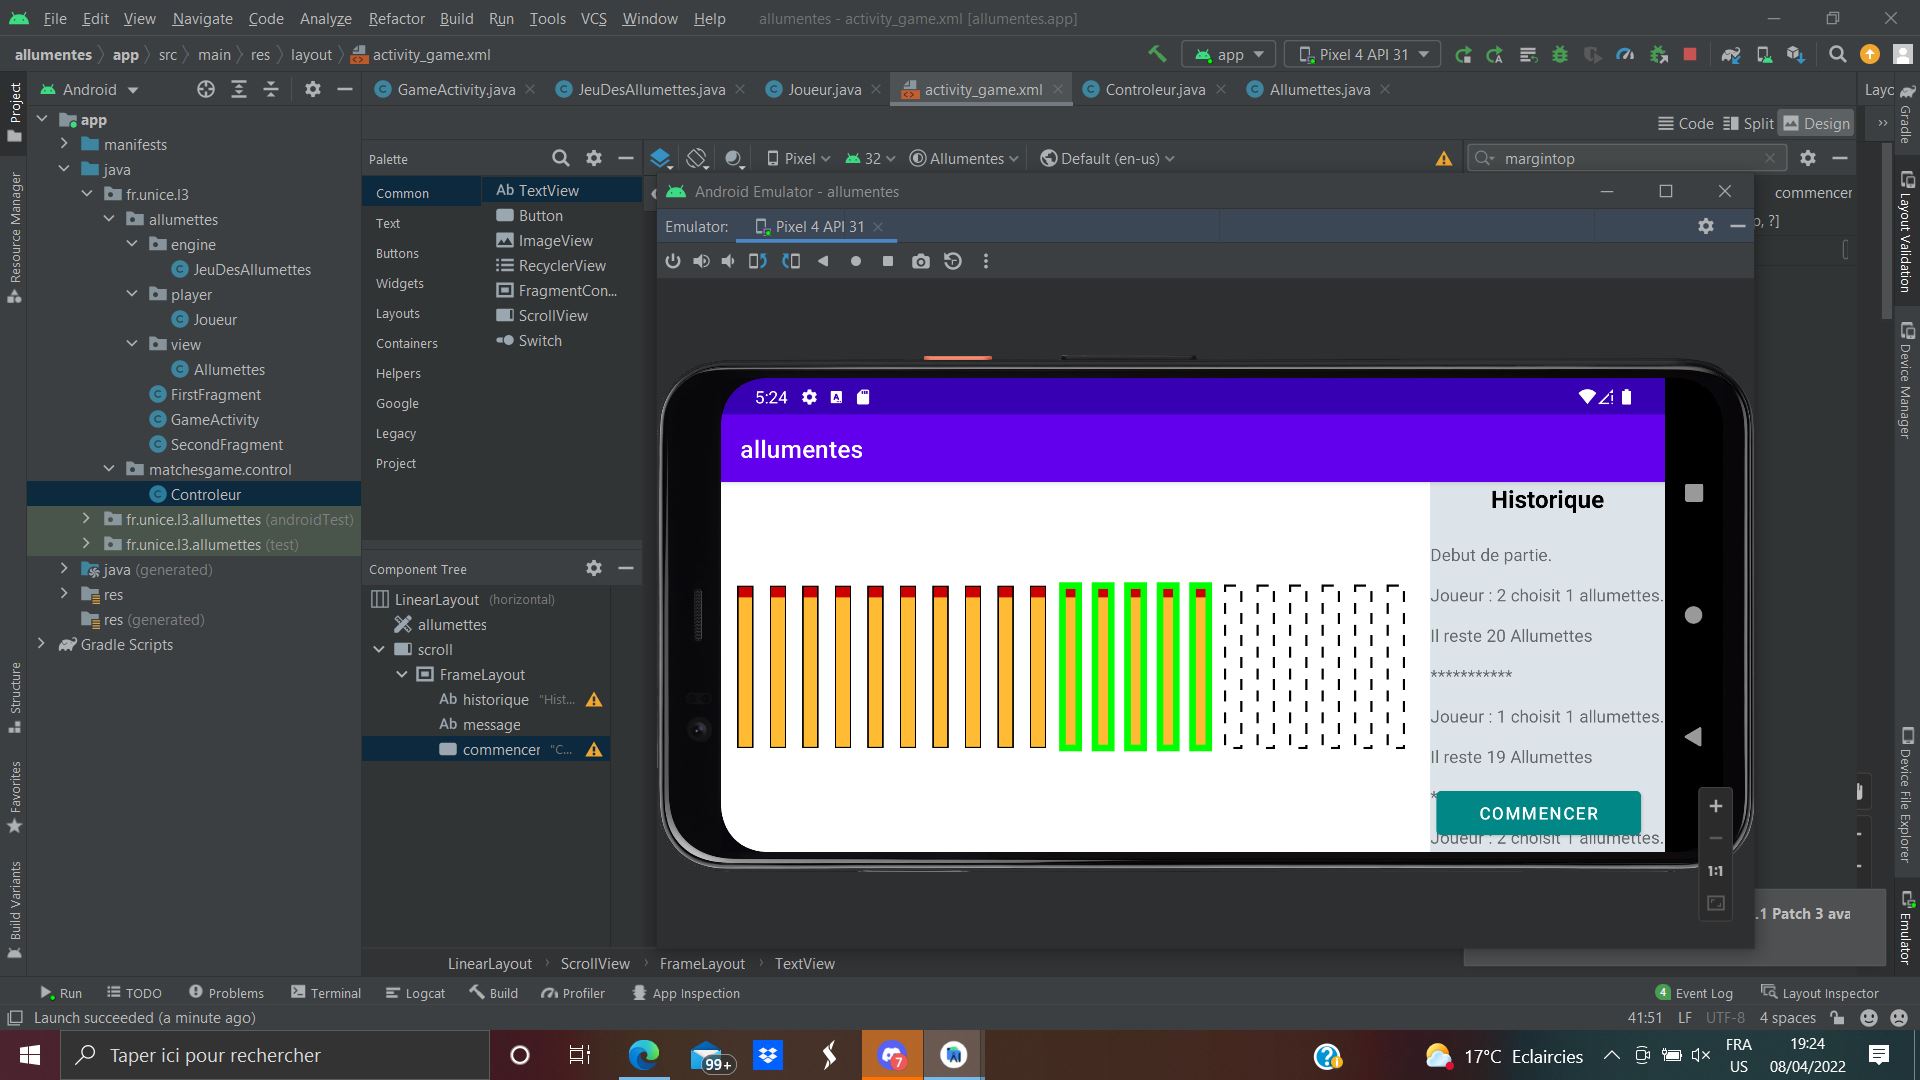 File Edit View Navigate Code Analyze Refactor Build Run Tools VCS Window Help allumentes - activity_game.xml [allumentes.app]
allumentes app src main res layout activity_game.xml
app Pixel 4 API 31
Project
Android
GameActivity.java JeuDesAllumettes.java Joueur.java activity_game.xml Controleur.java Allumettes.java
Layo
Gradle
Code Split Design
app
manifests
java
fr.unice.l3
allumettes
engine
JeuDesAllumettes
player
Joueur
view
Allumettes
FirstFragment
GameActivity
SecondFragment
matchesgame.control
Controleur
fr.unice.l3.allumettes (androidTest)
fr.unice.l3.allumettes (test)
java (generated)
res
res (generated)
Gradle Scripts
Resource Manager
Structure
Favorites
Build Variants
Palette
Common
Text
Buttons
Widgets
Layouts
Containers
Helpers
Google
Legacy
Project
Ab TextView
Button
ImageView
RecyclerView
FragmentCon...
ScrollView
Switch
Pixel 32 Allumentes Default (en-us)
margintop
commencer
p, ?]
Component Tree
LinearLayout (horizontal)
allumettes
scroll
FrameLayout
Ab historique "Hist...
Ab message
commencer "C...
Android Emulator - allumentes
Emulator: Pixel 4 API 31
5:24
allumentes
Historique
Debut de partie.
Joueur : 2 choisit 1 allumettes.
Il reste 20 Allumettes
***********
Joueur : 1 choisit 1 allumettes.
Il reste 19 Allumettes
*
COMMENCER
Joueur : 2 choisit 1 allumettes.
1:1
.1 Patch 3 ava
Layout Validation
Device Manager
Device File Explorer
Emulator
LinearLayout ScrollView FrameLayout TextView
Run TODO Problems Terminal Logcat Build Profiler App Inspection
4 Event Log Layout Inspector
Launch succeeded (a minute ago)
41:51 LF UTF-8 4 spaces
Taper ici pour rechercher
99+
7
17°C Eclaircies
FRA
US
19:24
08/04/2022